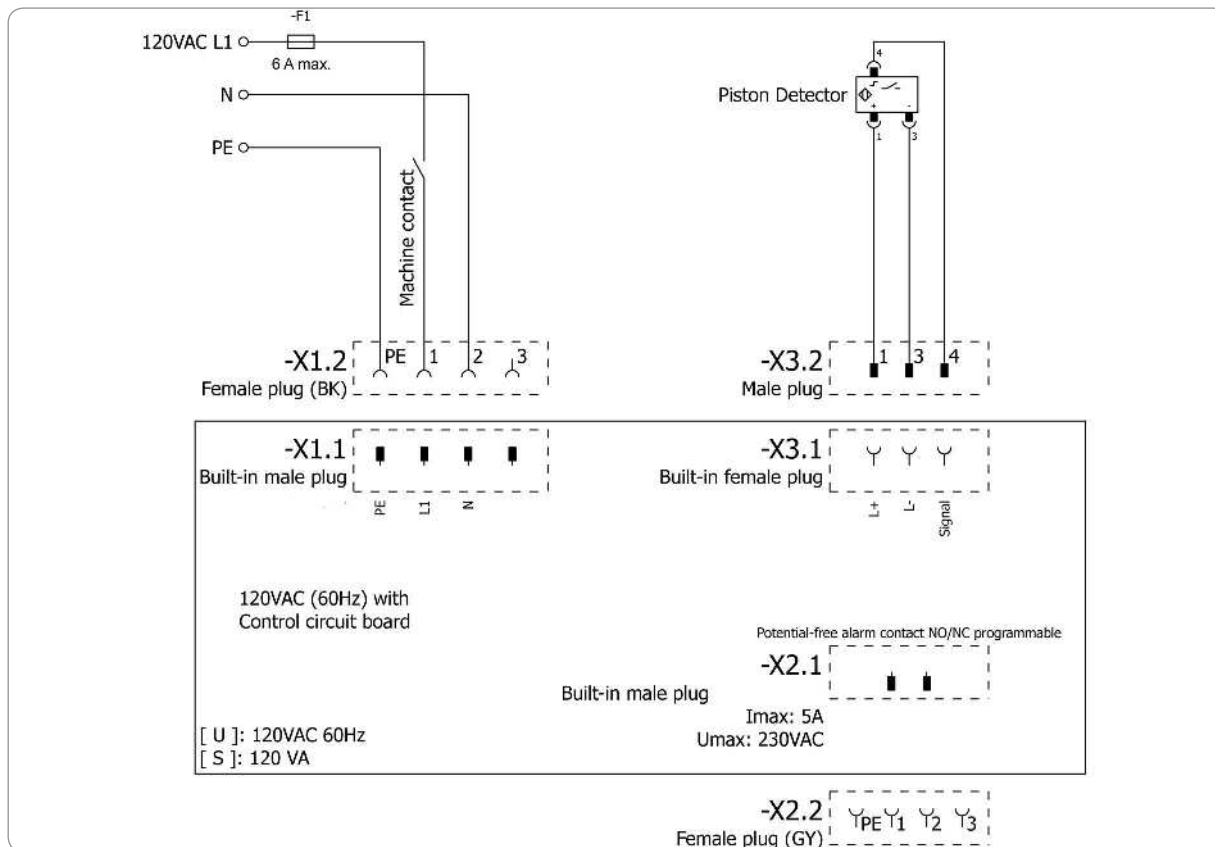 -F1
120VAC L1
6 A max.
N
PE
Machine contact
4
Piston Detector
+ -
1 3
-X1.2 PE 1 2 3
Female plug (BK)
-X3.2 1 3 4
Male plug
-X1.1
Built-in male plug
PE L1 N
-X3.1
Built-in female plug
L+ L- Signal
120VAC (60Hz) with
Control circuit board
Potential-free alarm contact NO/NC programmable
-X2.1
Built-in male plug
Imax: 5A
Umax: 230VAC
[ U ]: 120VAC 60Hz
[ S ]: 120 VA
-X2.2 PE 1 2 3
Female plug (GY)